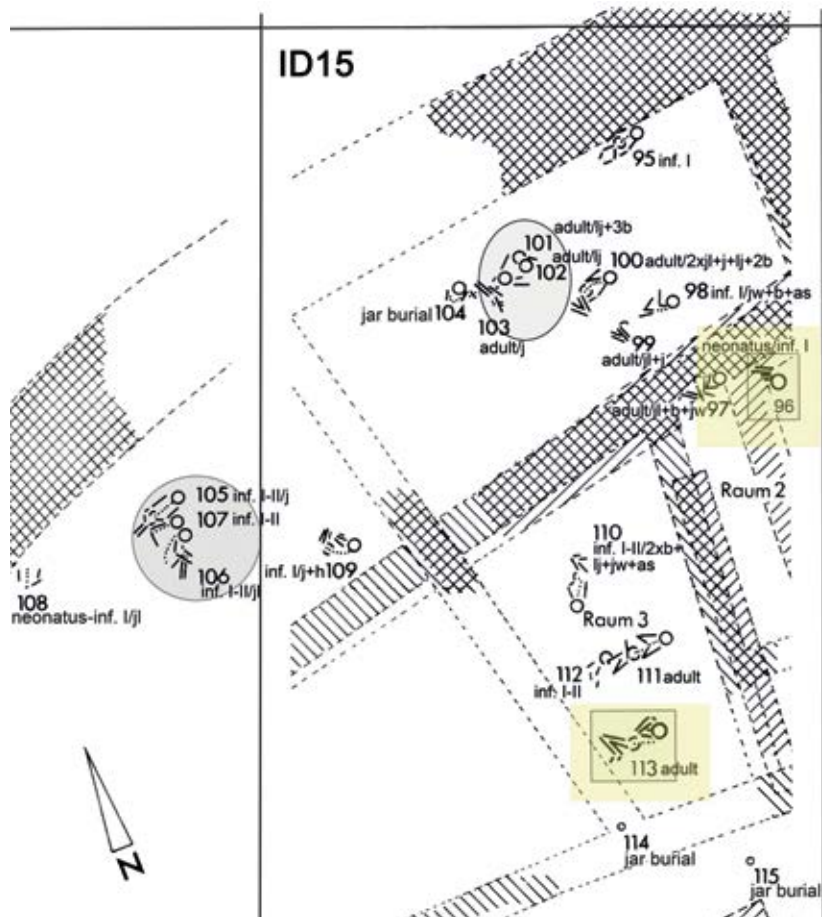 ID15
95 inf. I
adult/lj+3b
101
adult/lj
102
100 adult/2xjl+j+lj+2b
98 inf. I/jw+b+as
104
jar burial
103
adult/j
99
adult/jl+j
neonatus/inf. I
96
adult/jl+b+jw 97
Raum 2
105 inf. I-II/j
107 inf. I-II
106
inf. I-II/jl
108
neonatus-inf. I/jl
inf. I/j+h 109
110
inf. I-II/2xb+
lj+jw+as
Raum 3
112
inf. I-II
111 adult
113 adult
N
114
jar burial
115
jar burial